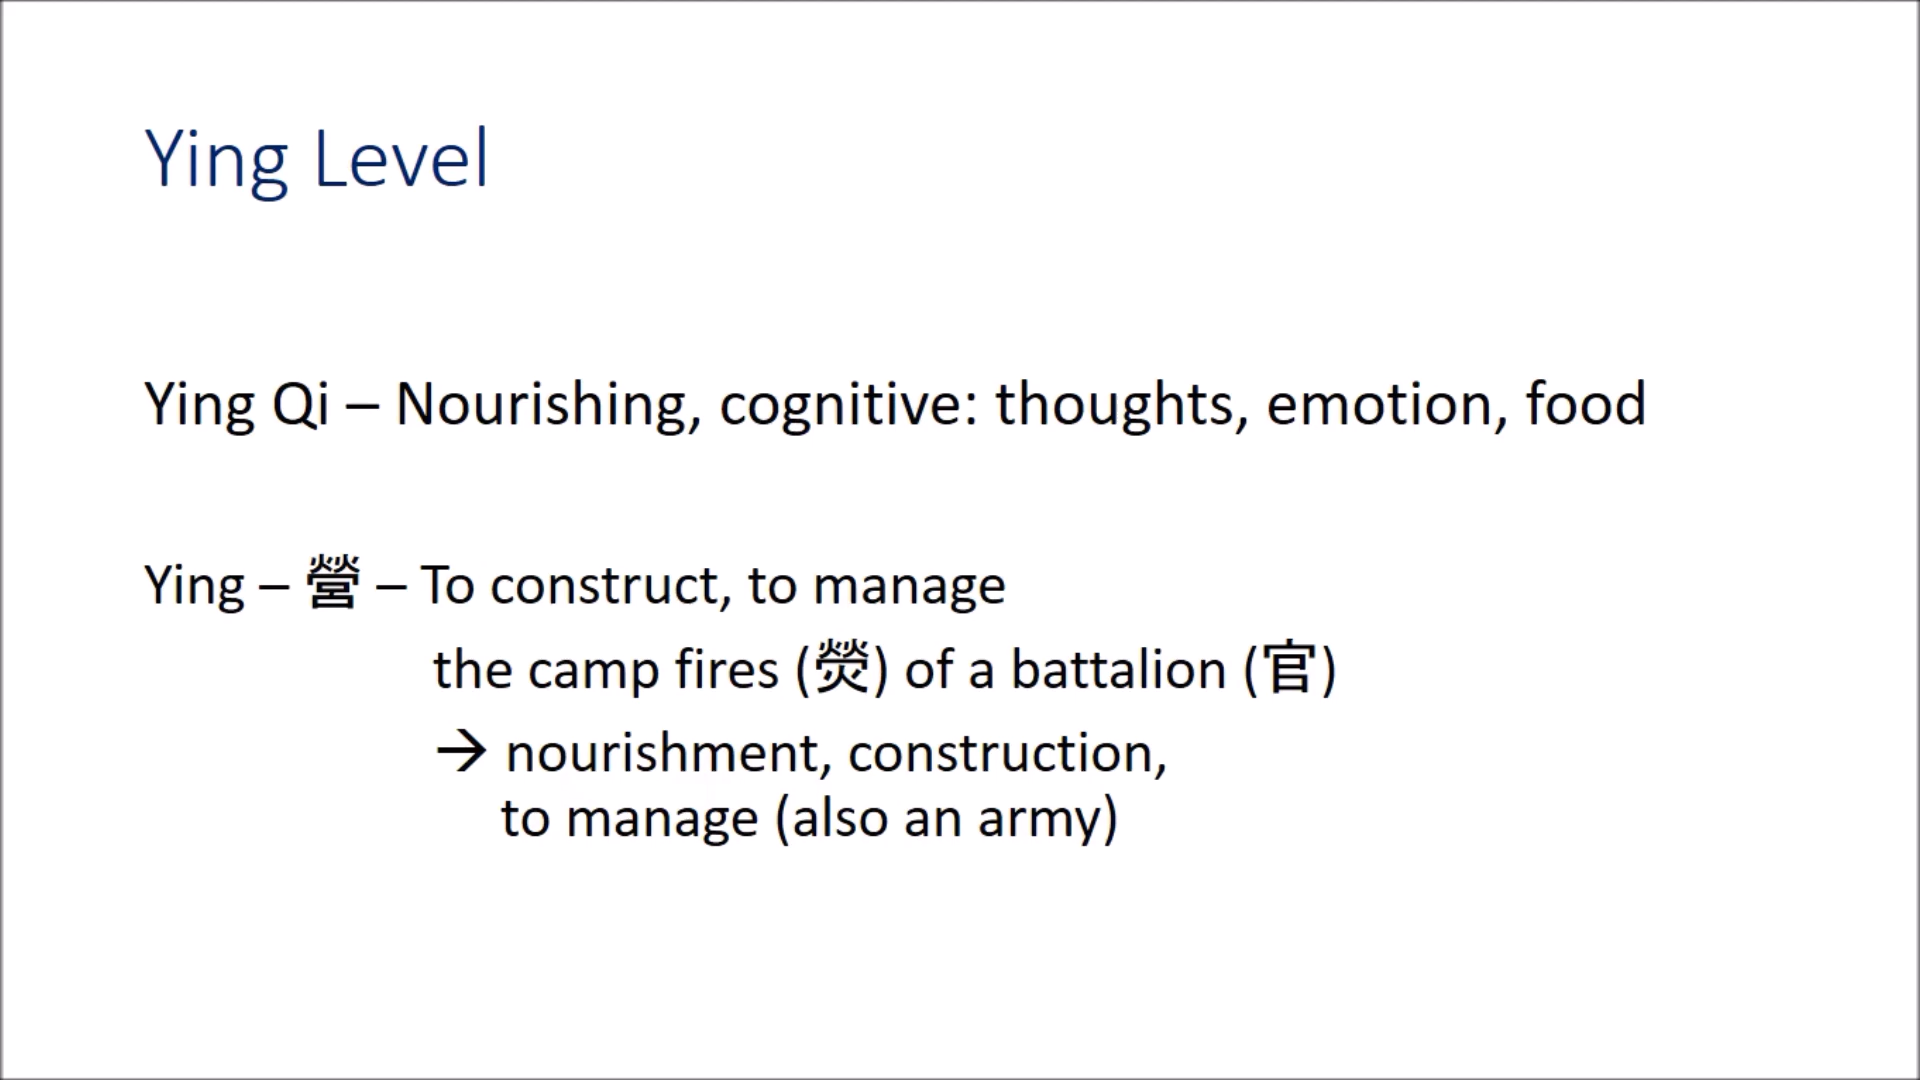 Ying Level
Ying Qi – Nourishing, cognitive: thoughts, emotion, food
Ying – 營 – To construct, to manage
the camp fires (熒) of a battalion (官)
→ nourishment, construction,
to manage (also an army)